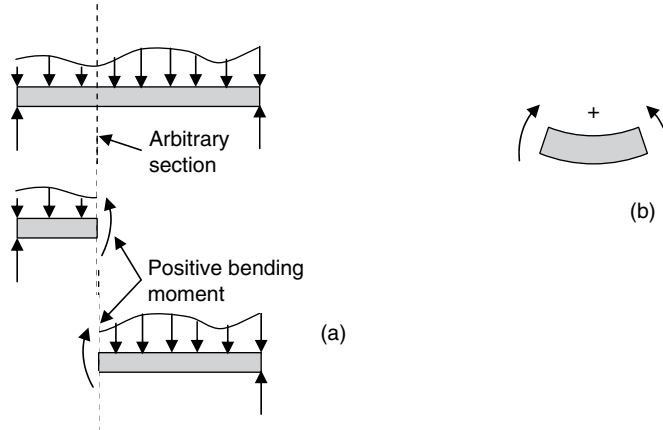 Arbitrary
section
+
(b)
Positive bending
moment
(a)